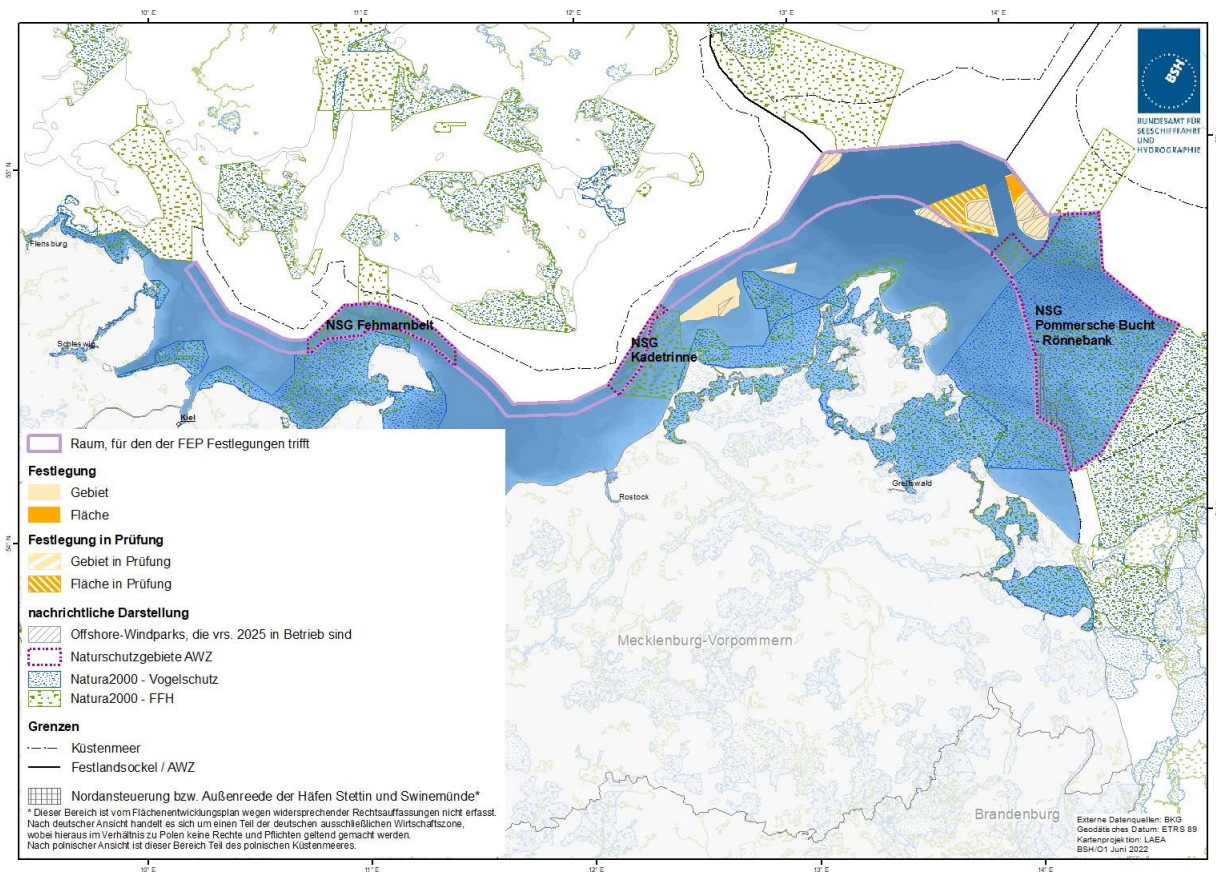 10° E
11° E
12° E
13° E
14° E
BSH
BUNDESAMT FÜR
SEESCHIFFFAHRT
UND
HYDROGRAPHIE
Flensburg
Schleswig
Kiel
NSG Fehmarnbelt
NSG
Kadetrinne
NSG
Pommersche Bucht
- Rönnebank
Rostock
Greifswald
54° N
Mecklenburg-Vorpommern
Brandenburg
Raum, für den der FEP Festlegungen trifft
Festlegung
Gebiet
Fläche
Festlegung in Prüfung
Gebiet in Prüfung
Fläche in Prüfung
nachrichtliche Darstellung
Offshore-Windparks, die vrs. 2025 in Betrieb sind
Naturschutzgebiete AWZ
Natura2000 - Vogelschutz
Natura2000 - FFH
Grenzen
Küstenmeer
Festlandsockel / AWZ
Nordansteuerung bzw. Außenreede der Häfen Stettin und Swinemünde*
* Dieser Bereich ist vom Flächenentwicklungsplan wegen widersprechender Rechtsauffassungen nicht erfasst.
Nach deutscher Ansicht handelt es sich um einen Teil der deutschen ausschließlichen Wirtschaftszone,
wobei hieraus im Verhältnis zu Polen keine Rechte und Pflichten geltend gemacht werden.
Nach polnischer Ansicht ist dieser Bereich Teil des polnischen Küstenmeeres.
Externe Datenquellen: BKG
Geodätisches Datum: ETRS 89
Kartenprojektion: LAEA
BSH/O1 Juni 2022
10° E
11° E
12° E
13° E
14° E